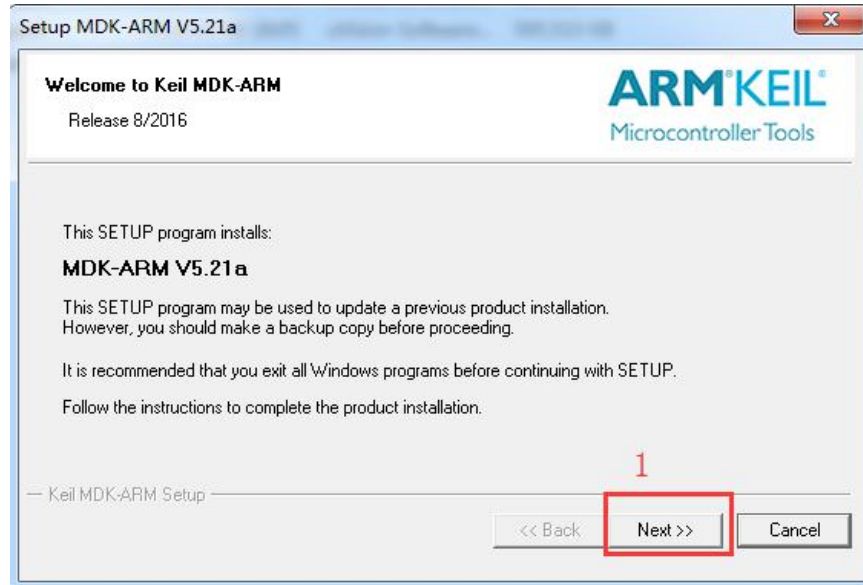 Setup MDK-ARM V5.21a
Welcome to Keil MDK-ARM
Release 8/2016
ARM®KEIL®
Microcontroller Tools
This SETUP program installs:
MDK-ARM V5.21a
This SETUP program may be used to update a previous product installation.
However, you should make a backup copy before proceeding.
It is recommended that you exit all Windows programs before continuing with SETUP.
Follow the instructions to complete the product installation.
1
Keil MDK-ARM Setup
<< Back
Next >>
Cancel